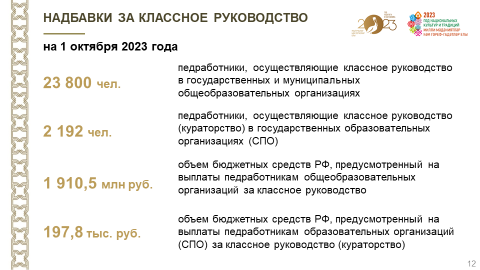 НАДБАВКИ ЗА КЛАССНОЕ РУКОВОДСТВО
2023
2023
на 1 октября 2023 года
23 800 чел.
педработники, осуществляющие классное руководство
в государственных и муниципальных
общеобразовательных организациях
2 192 чел.
педработники, осуществляющие классное руководство
(кураторство) в государственных образовательных
организациях (СПО)
1 910,5 млн руб.
объем бюджетных средств РФ, предусмотренный на
выплаты педработникам общеобразовательных
организаций за классное руководство
197,8 тыс. руб.
объем бюджетных средств РФ, предусмотренный на
выплаты педработникам образовательных организаций
(СПО) за классное руководство (кураторство)
12